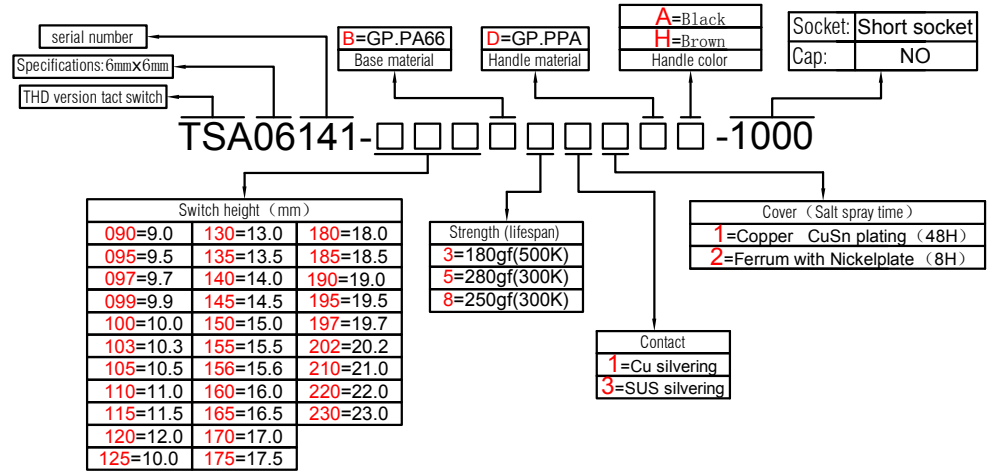 serial number
Specifications:6mmX6mm
THD version tact switch
B=GP.PA66
Base material
D=GP.PPA
Handle material
A=Black
H=Brown
Handle color
Socket: Short socket
Cap: NO
TSA06141-□□□□□□□□□-1000
Switch height（mm）
090=9.0 130=13.0 180=18.0
095=9.5 135=13.5 185=18.5
097=9.7 140=14.0 190=19.0
099=9.9 145=14.5 195=19.5
100=10.0 150=15.0 197=19.7
103=10.3 155=15.5 202=20.2
105=10.5 156=15.6 210=21.0
110=11.0 160=16.0 220=22.0
115=11.5 165=16.5 230=23.0
120=12.0 170=17.0
125=10.0 175=17.5
Strength (lifespan)
3=180gf(500K)
5=280gf(300K)
8=250gf(300K)
Contact
1=Cu silvering
3=SUS silvering
Cover（Salt spray time）
1=Copper CuSn plating（48H）
2=Ferrum with Nickelplate（8H）